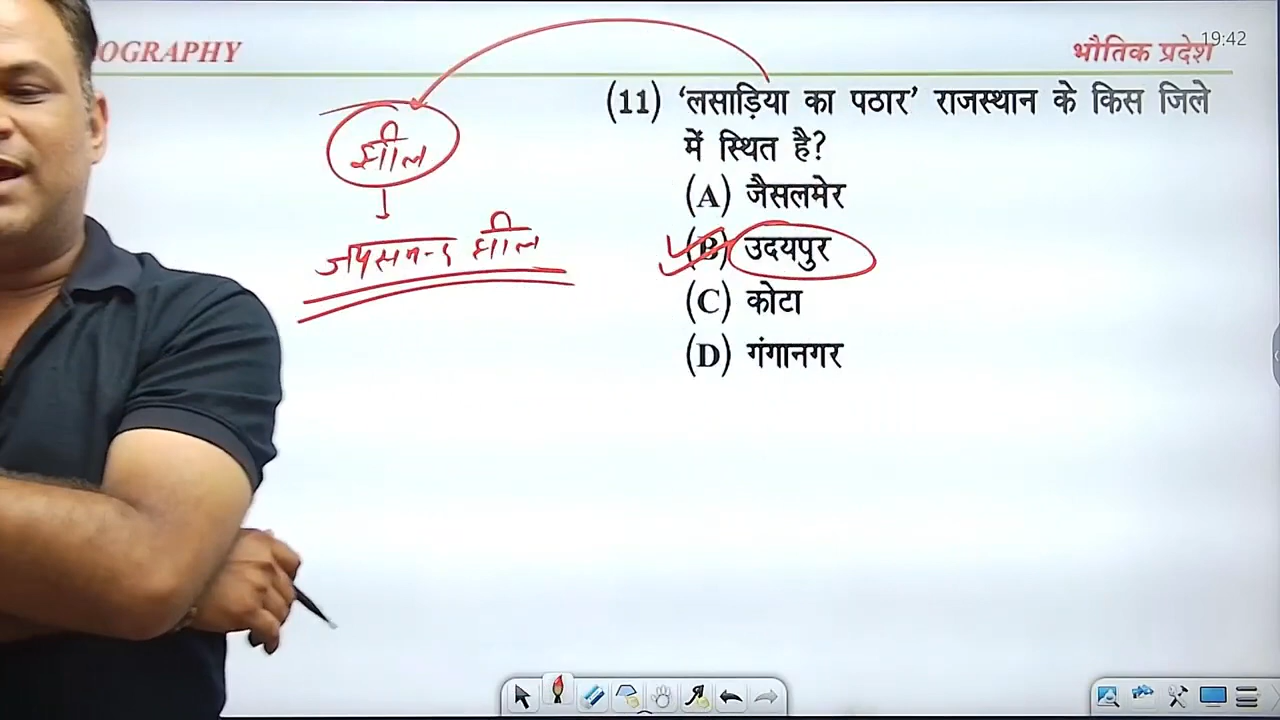 OGRAPHY
भौतिक प्रदेश
19:42
(11) ‘लसाड़िया का पठार’ राजस्थान के किस जिले
में स्थित है?
(A) जैसलमेर
(B) उदयपुर
(C) कोटा
(D) गंगानगर
झील
जयसमन्द झील